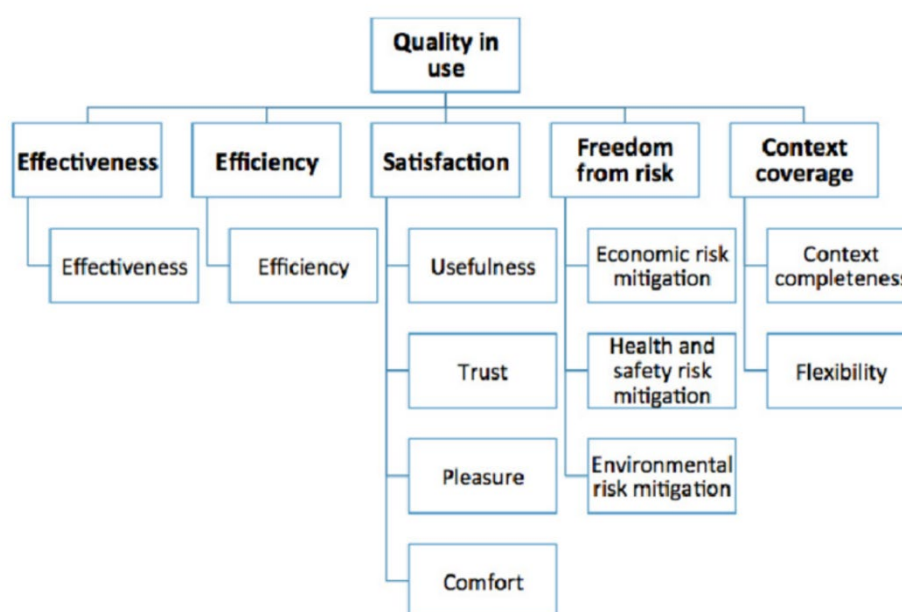 Quality in
use
Effectiveness
Efficiency
Satisfaction
Freedom
from risk
Context
coverage
Effectiveness
Efficiency
Usefulness
Economic risk
mitigation
Context
completeness
Trust
Health and
safety risk
mitigation
Flexibility
Pleasure
Environmental
risk mitigation
Comfort